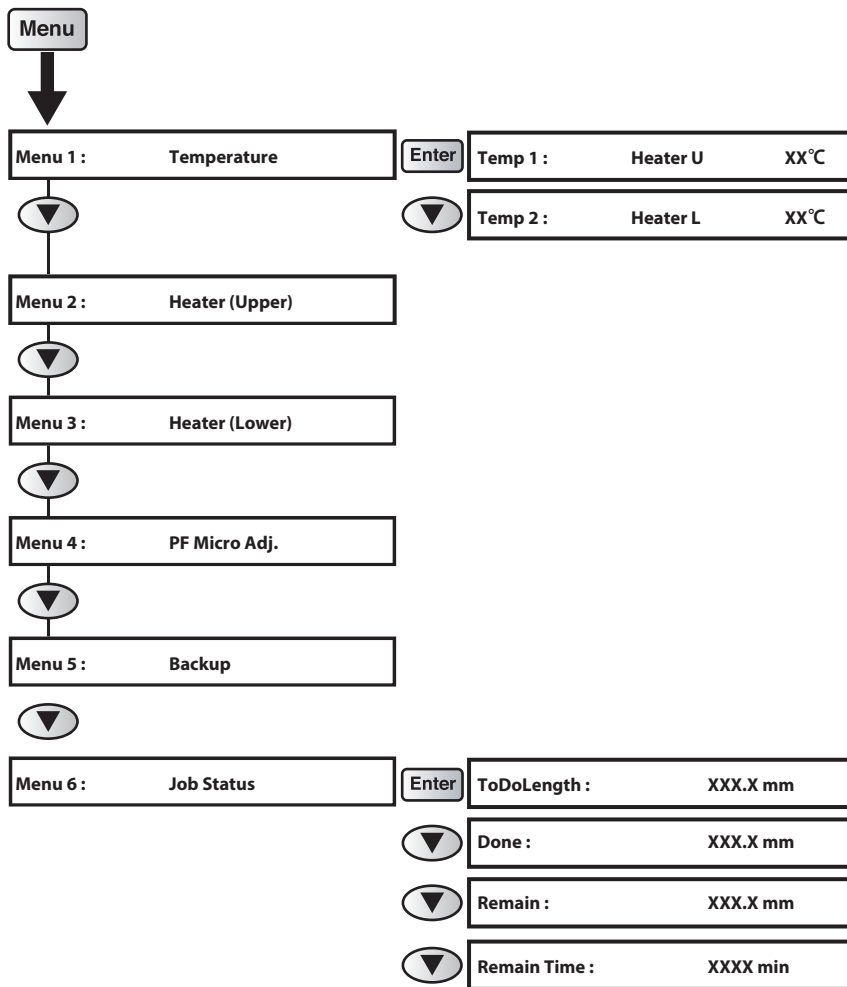 Menu
Menu 1 : Temperature Enter Temp 1 : Heater U XX℃
Temp 2 : Heater L XX℃
Menu 2 : Heater (Upper)
Menu 3 : Heater (Lower)
Menu 4 : PF Micro Adj.
Menu 5 : Backup
Menu 6 : Job Status Enter ToDoLength : XXX.X mm
Done : XXX.X mm
Remain : XXX.X mm
Remain Time : XXXX min